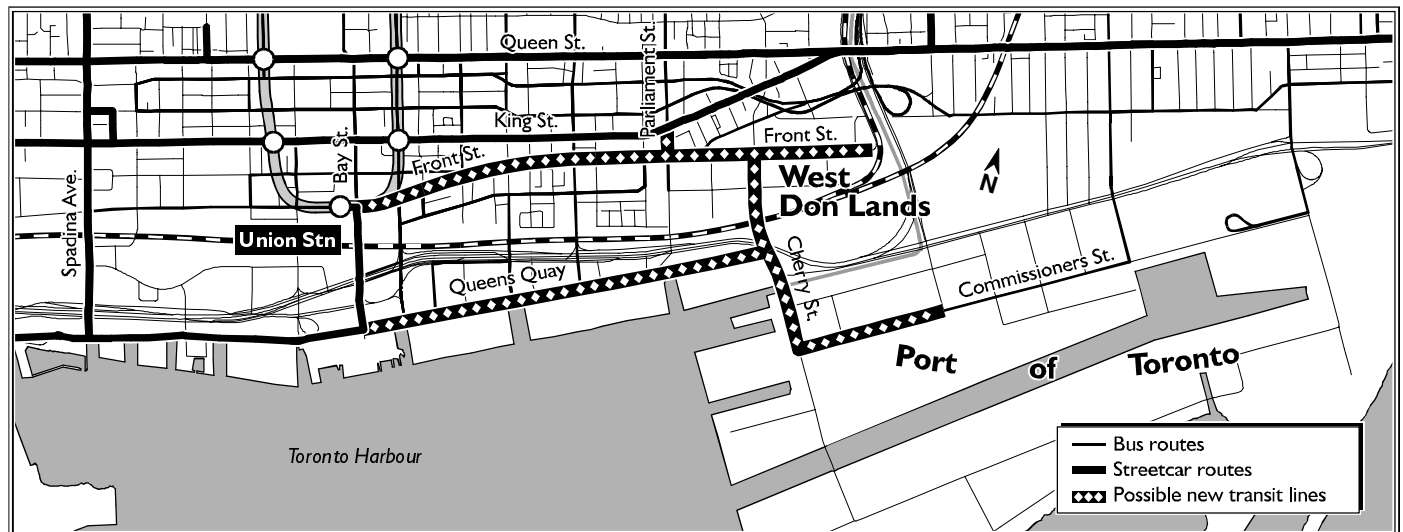 Queen St.
Parliament St.
King St.
Front St.
Bay St.
Front St.
West
Don Lands
N
Spadina Ave.
Union Stn
Cherry St.
Queens Quay
Commissioners St.
Port of Toronto
Toronto Harbour
Bus routes
Streetcar routes
Possible new transit lines